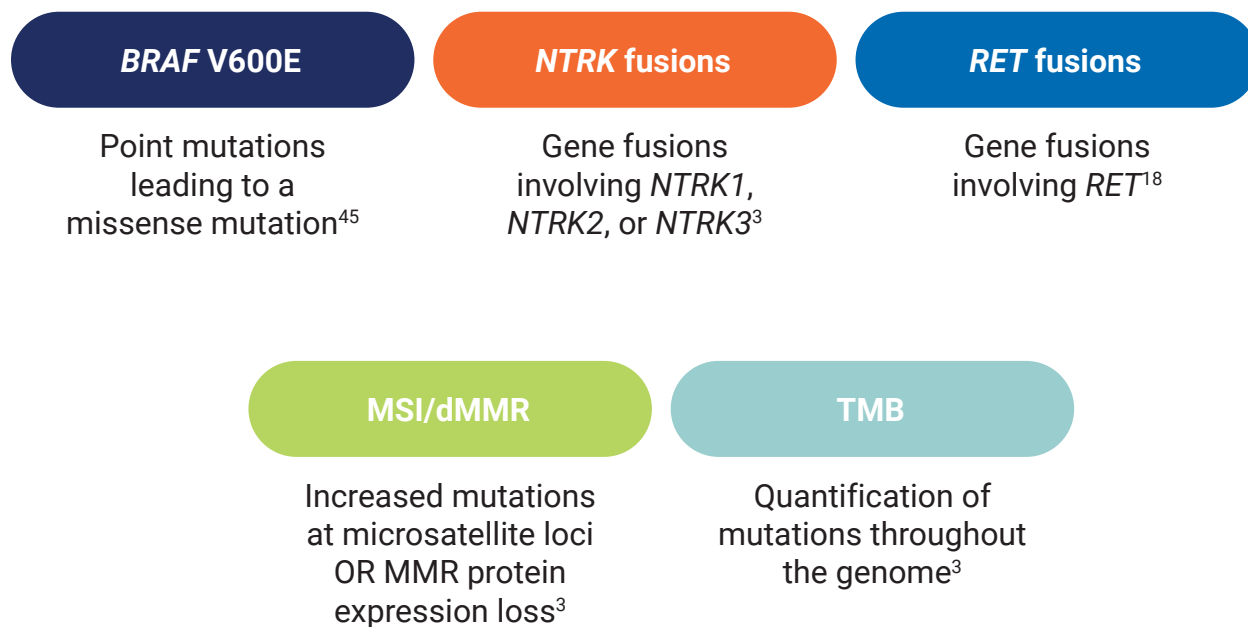 BRAF V600E
NTRK fusions
RET fusions
Point mutations
leading to a
missense mutation45
Gene fusions
involving NTRK1,
NTRK2, or NTRK33
Gene fusions
involving RET18
MSI/dMMR
TMB
Increased mutations
at microsatellite loci
OR MMR protein
expression loss3
Quantification of
mutations throughout
the genome3